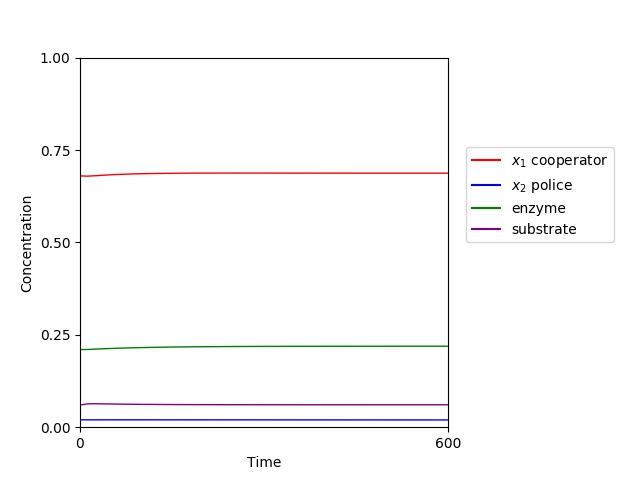 1.00
0.75
0.50
0.25
0.00
Concentration
0
600
Time
x₁ cooperator
x₂ police
enzyme
substrate